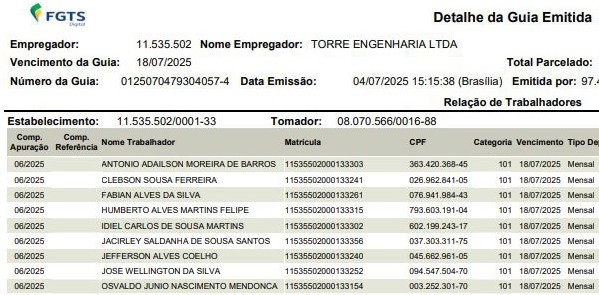 FGTS
Digital
Detalhe da Guia Emitida
Empregador: 11.535.502 Nome Empregador: TORRE ENGENHARIA LTDA
Vencimento da Guia: 18/07/2025 Total Parcelado:
Número da Guia: 0125070479304057-4 Data Emissão: 04/07/2025 15:15:38 (Brasília) Emitida por: 97.4
Relação de Trabalhadores
Estabelecimento: 11.535.502/0001-33 Tomador: 08.070.566/0016-88
Comp. Apuração Comp. Referência Nome Trabalhador Matrícula CPF Categoria Vencimento Tipo De
06/2025 ANTONIO ADAILSON MOREIRA DE BARROS 11535502000133303 363.420.368-45 101 18/07/2025 Mensal
06/2025 CLEBSON SOUSA FERREIRA 11535502000133241 026.962.841-05 101 18/07/2025 Mensal
06/2025 FABIAN ALVES DA SILVA 11535502000133261 076.941.984-43 101 18/07/2025 Mensal
06/2025 HUMBERTO ALVES MARTINS FELIPE 11535502000133315 793.603.191-04 101 18/07/2025 Mensal
06/2025 IDIEL CARLOS DE SOUSA MARTINS 11535502000133302 602.199.243-17 101 18/07/2025 Mensal
06/2025 JACIRLEY SALDANHA DE SOUSA SANTOS 11535502000133356 037.303.311-75 101 18/07/2025 Mensal
06/2025 JEFFERSON ALVES COELHO 11535502000133240 045.662.961-05 101 18/07/2025 Mensal
06/2025 JOSE WELLINGTON DA SILVA 11535502000133252 094.547.504-70 101 18/07/2025 Mensal
06/2025 OSVALDO JUNIO NASCIMENTO MENDONCA 11535502000133154 003.252.301-70 101 18/07/2025 Mensal